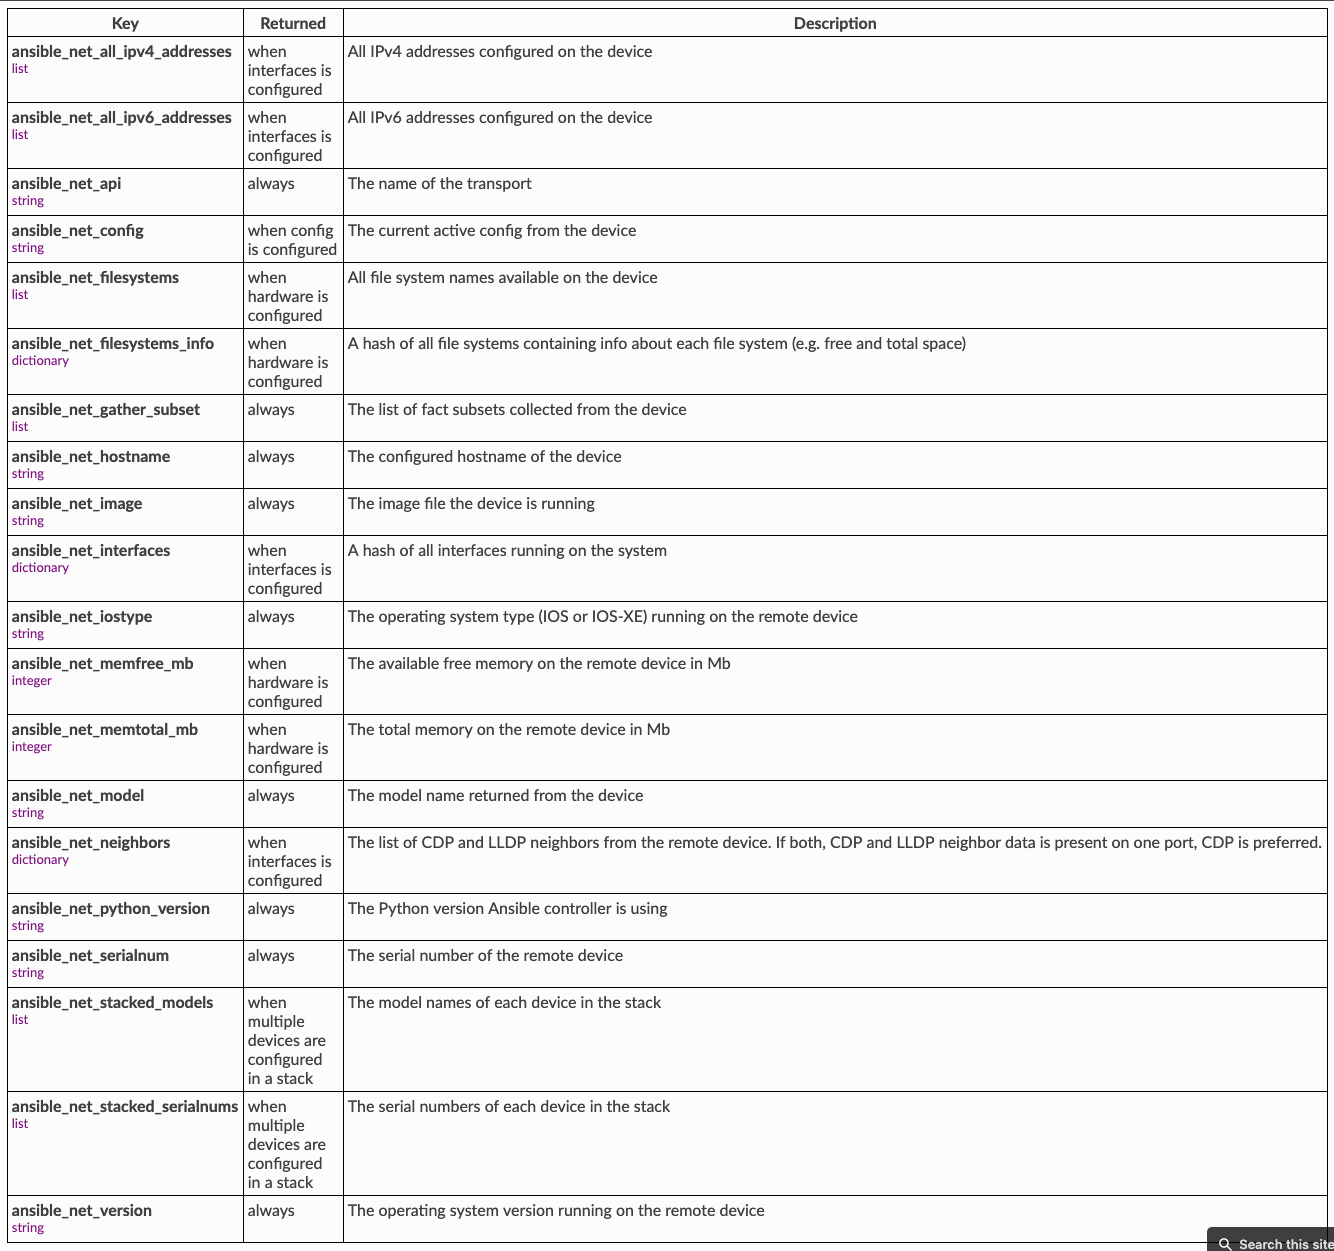 Key Returned Description
ansible_net_all_ipv4_addresses when All IPv4 addresses configured on the device
list interfaces is
configured
ansible_net_all_ipv6_addresses when All IPv6 addresses configured on the device
list interfaces is
configured
ansible_net_api always The name of the transport
string
ansible_net_config when config The current active config from the device
string is configured
ansible_net_filesystems when All file system names available on the device
list hardware is
configured
ansible_net_filesystems_info when A hash of all file systems containing info about each file system (e.g. free and total space)
dictionary hardware is
configured
ansible_net_gather_subset always The list of fact subsets collected from the device
list
ansible_net_hostname always The configured hostname of the device
string
ansible_net_image always The image file the device is running
string
ansible_net_interfaces when A hash of all interfaces running on the system
dictionary interfaces is
configured
ansible_net_iostype always The operating system type (IOS or IOS-XE) running on the remote device
string
ansible_net_memfree_mb when The available free memory on the remote device in Mb
integer hardware is
configured
ansible_net_memtotal_mb when The total memory on the remote device in Mb
integer hardware is
configured
ansible_net_model always The model name returned from the device
string
ansible_net_neighbors when The list of CDP and LLDP neighbors from the remote device. If both, CDP and LLDP neighbor data is present on one port, CDP is preferred.
dictionary interfaces is
configured
ansible_net_python_version always The Python version Ansible controller is using
string
ansible_net_serialnum always The serial number of the remote device
string
ansible_net_stacked_models when The model names of each device in the stack
list multiple
devices are
configured
in a stack
ansible_net_stacked_serialnums when The serial numbers of each device in the stack
list multiple
devices are
configured
in a stack
ansible_net_version always The operating system version running on the remote device
string
Search this site